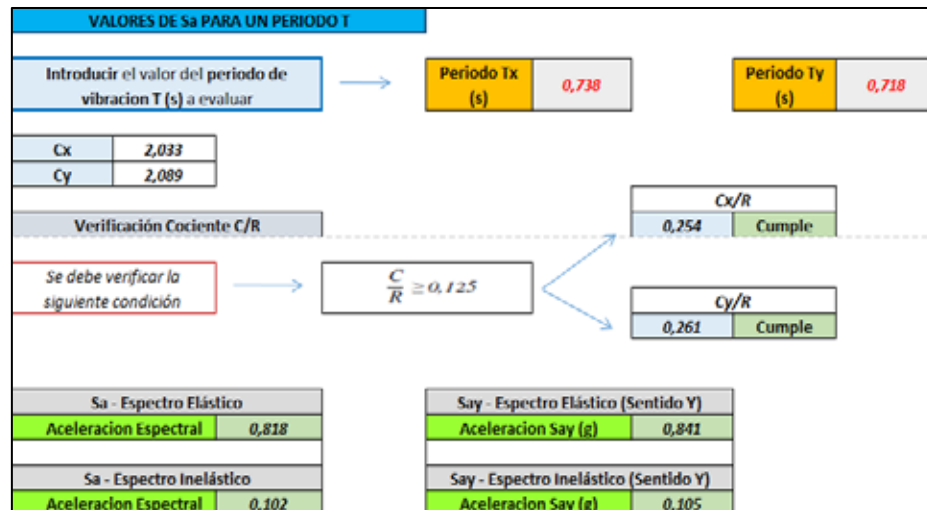 VALORES DE Sa PARA UN PERIODO T
Introducir el valor del periodo de
vibracion T (s) a evaluar
Periodo Tx
(s)
0,738
Periodo Ty
(s)
0,718
Cx 2,033
Cy 2,089
Verificación Cociente C/R
Cx/R
0,254 Cumple
Se debe verificar la
siguiente condición
C/R ≥ 0,125
Cy/R
0,261 Cumple
Sa - Espectro Elástico
Aceleracion Espectral 0,818
Say - Espectro Elástico (Sentido Y)
Aceleracion Say (g) 0,841
Sa - Espectro Inelástico
Aceleracion Espectral 0,102
Say - Espectro Inelástico (Sentido Y)
Aceleracion Say (g) 0,105